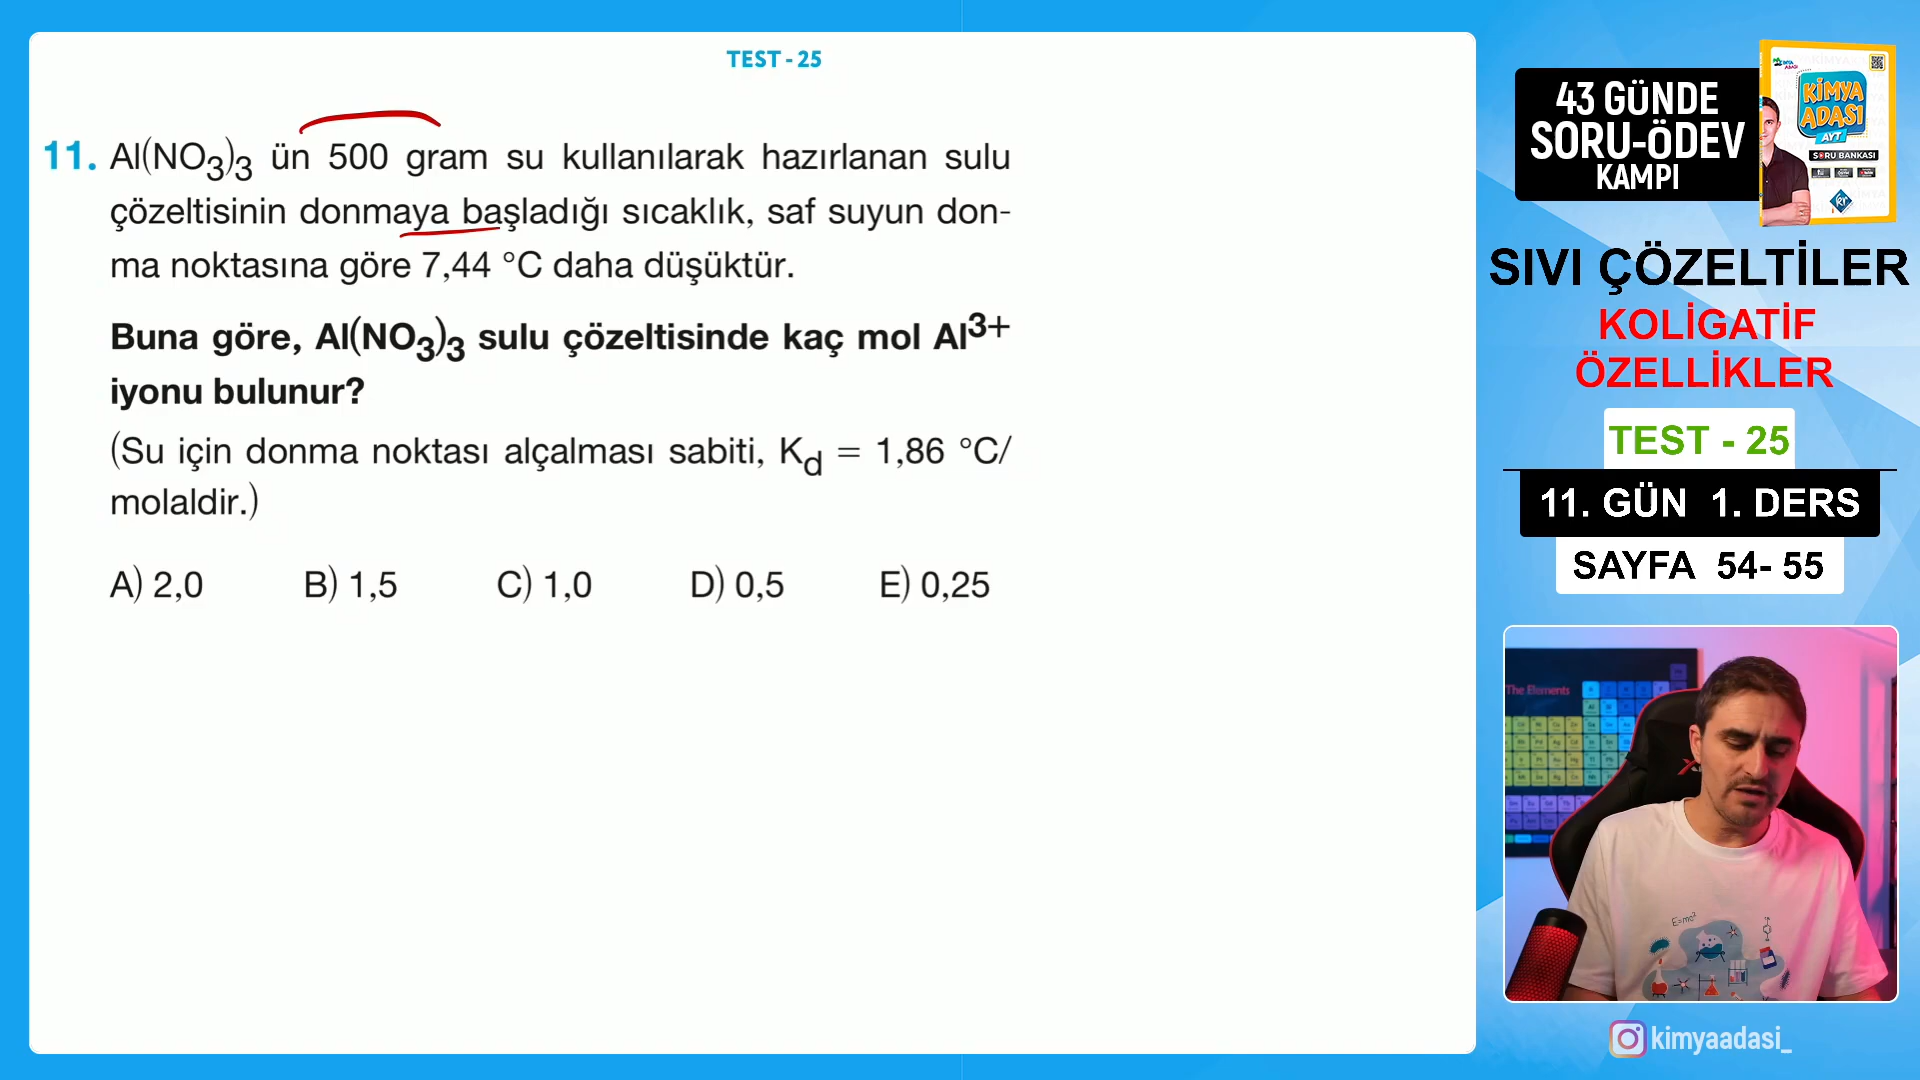 TEST - 25
11. Al(NO3)3 ün 500 gram su kullanılarak hazırlanan sulu
çözeltisinin donmaya başladığı sıcaklık, saf suyun don-
ma noktasına göre 7,44 °C daha düşüktür.
Buna göre, Al(NO3)3 sulu çözeltisinde kaç mol Al3+
iyonu bulunur?
(Su için donma noktası alçalması sabiti, Kd = 1,86 °C/
molaldir.)
A) 2,0 B) 1,5 C) 1,0 D) 0,5 E) 0,25
43 GÜNDE
SORU-ÖDEV
KAMPI
KİMYA
ADASI
AYT
SORU BANKASI
SIVI ÇÖZELTİLER
KOLİGATİF
ÖZELLİKLER
TEST - 25
11. GÜN 1. DERS
SAYFA 54- 55
The Elements
E=mc²
kimyaadasi_